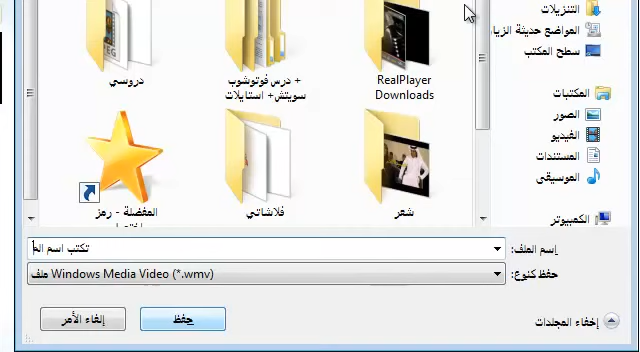 التنزيلات
المواضع حديثة الزيار
سطح المكتب
المكتبات
الصور
الفيديو
المستندات
الموسيقى
الكمبيوتر
RealPlayer
Downloads
درس فوتوشوب +
سويتش+ استايلات
دروسي
شعر
فلاشاتي
المفضلة - رمز
اسم الملف:
تكتب اسم الم
حفظ كنوع:
ملف Windows Media Video (*.wmv)
إخفاء المجلدات
حفظ
إلغاء الأمر